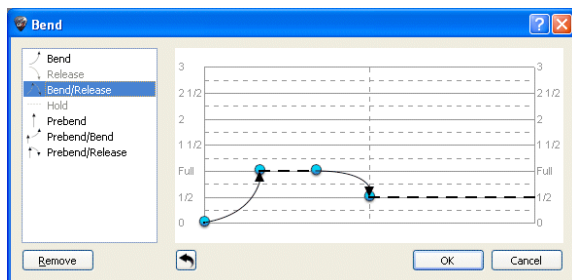 Bend
Bend
Release
Bend/Release
Hold
Prebend
Prebend/Bend
Prebend/Release
3 3
2 1/2 2 1/2
2 2
1 1/2 1 1/2
Full Full
1/2 1/2
0 0
Remove OK Cancel